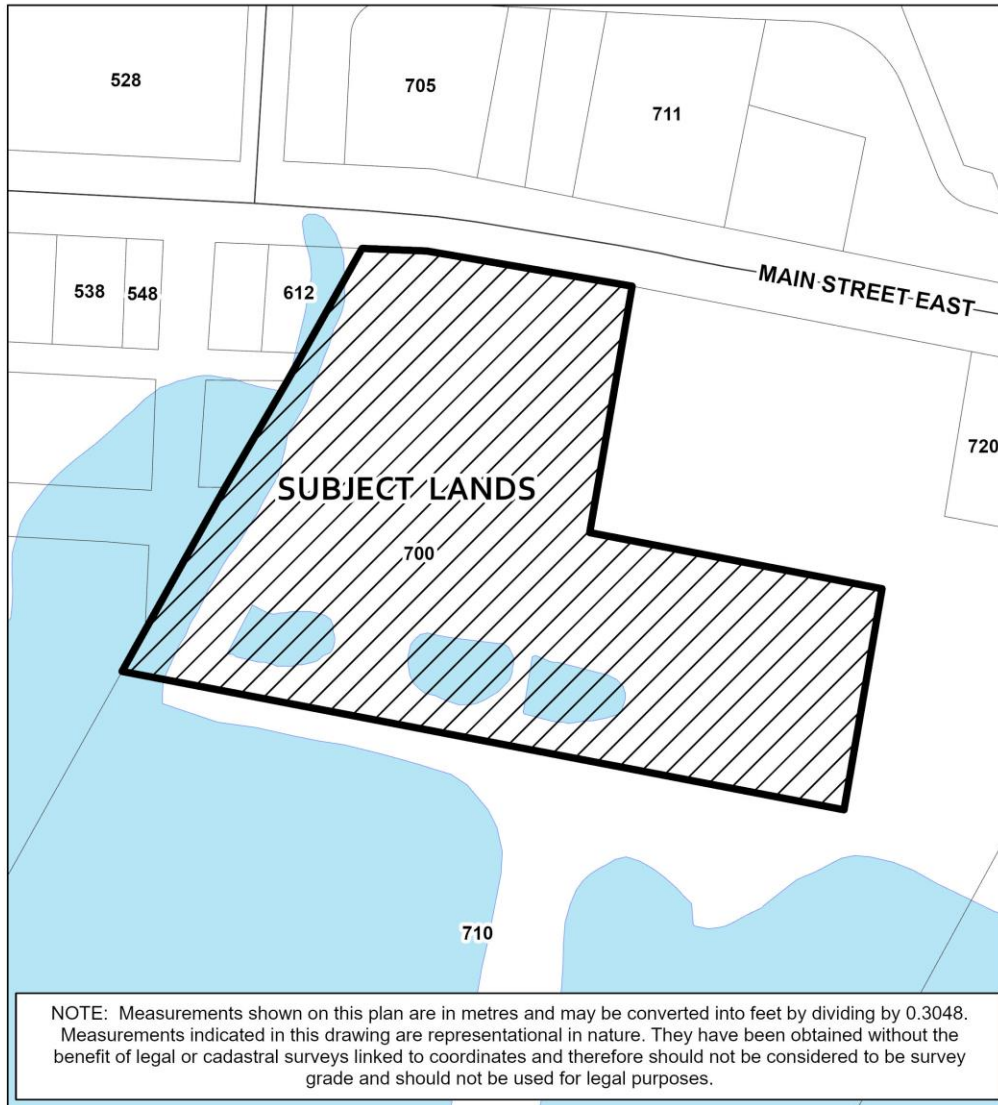 528
705
711
MAIN STREET EAST
538
548
612
720
SUBJECT LANDS
700
710
NOTE: Measurements shown on this plan are in metres and may be converted into feet by dividing by 0.3048.
Measurements indicated in this drawing are representational in nature. They have been obtained without the
benefit of legal or cadastral surveys linked to coordinates and therefore should not be considered to be survey
grade and should not be used for legal purposes.